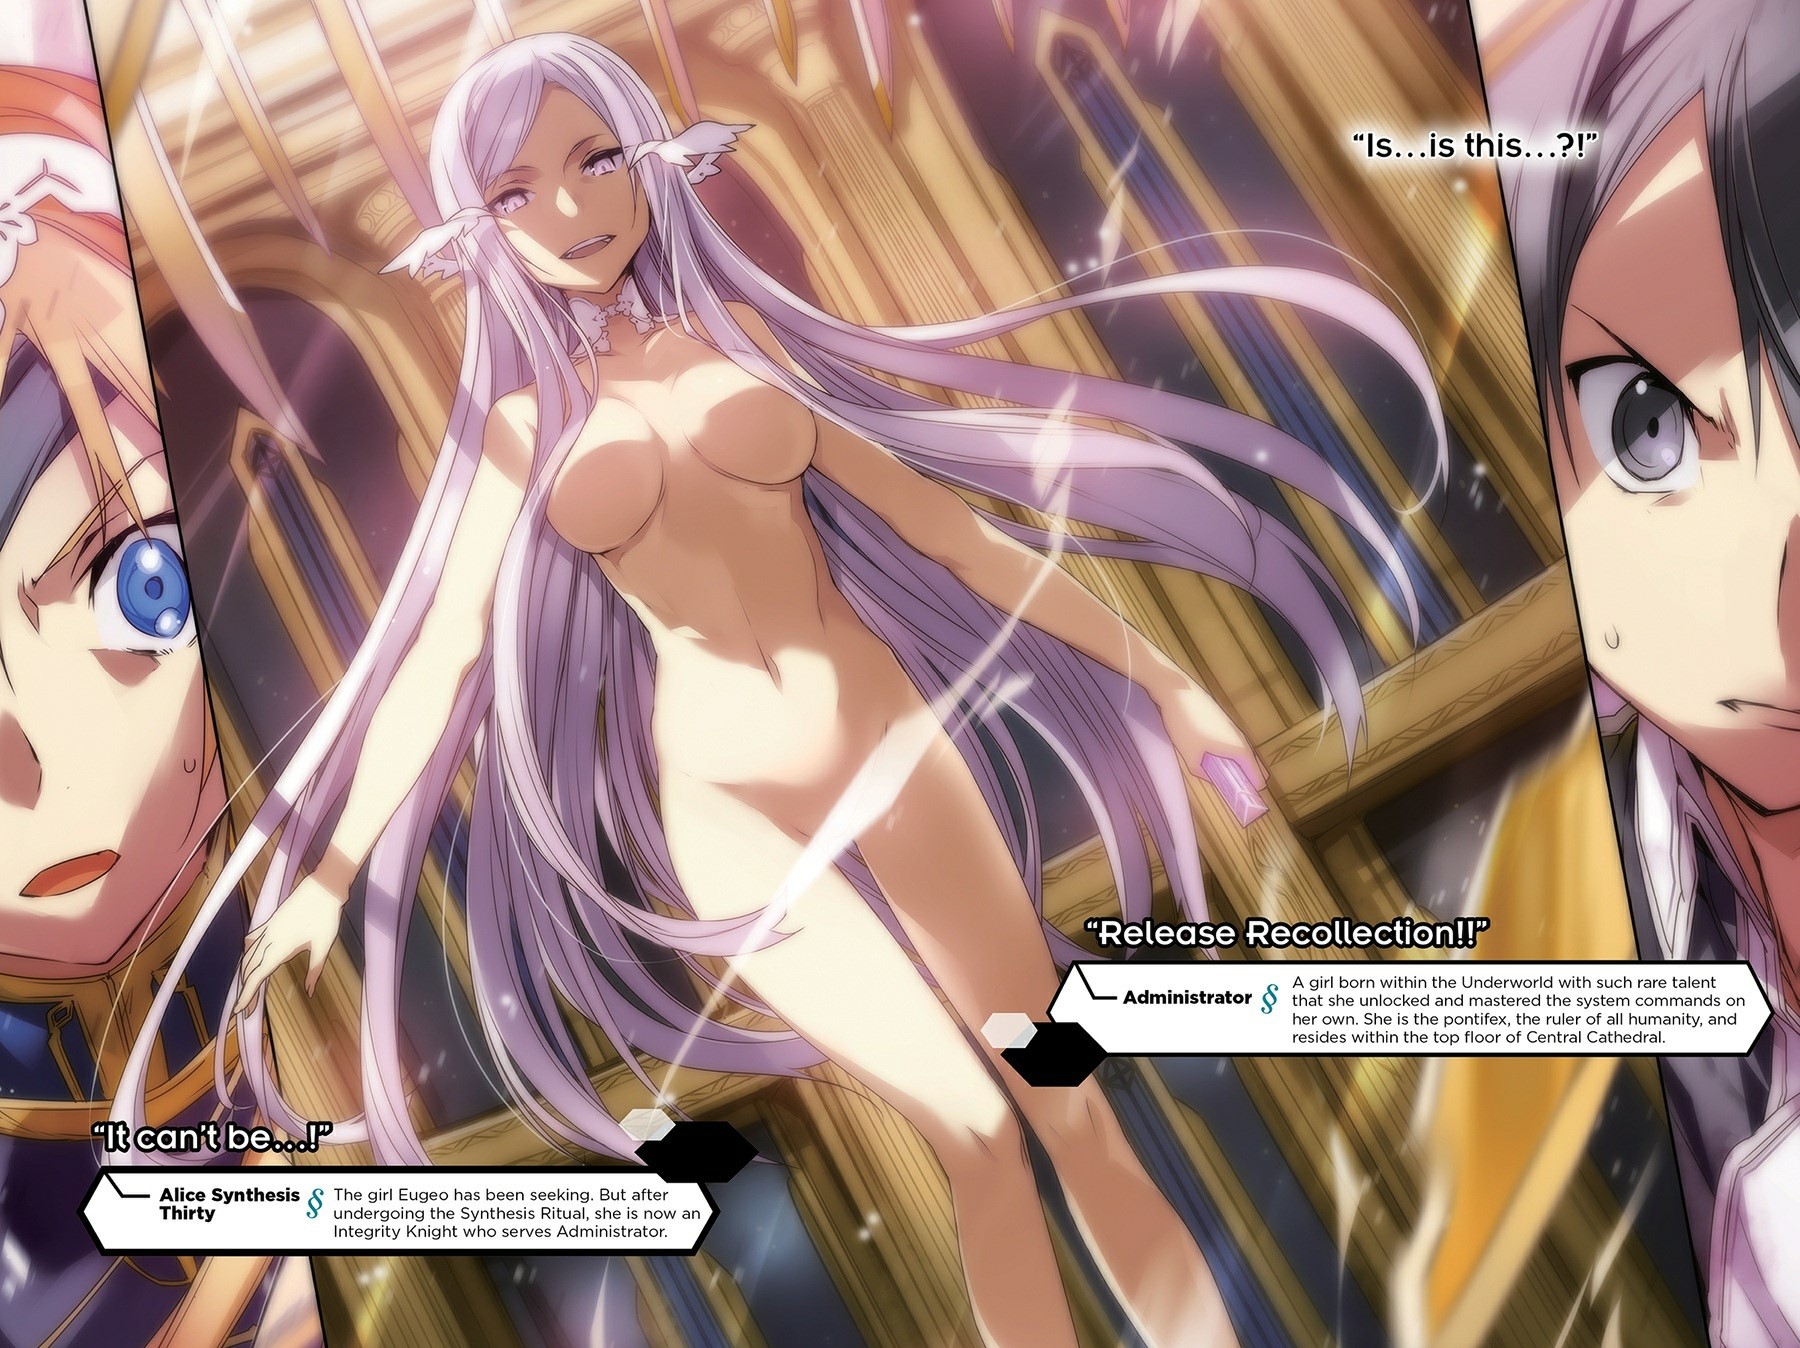 “Is...is this...?!”
“Release Recollection!!”
Administrator §
A girl born within the Underworld with such rare talent
that she unlocked and mastered the system commands on
her own. She is the pontifex, the ruler of all humanity, and
resides within the top floor of Central Cathedral.
“It can’t be...!”
Alice Synthesis
Thirty §
The girl Eugeo has been seeking. But after
undergoing the Synthesis Ritual, she is now an
Integrity Knight who serves Administrator.